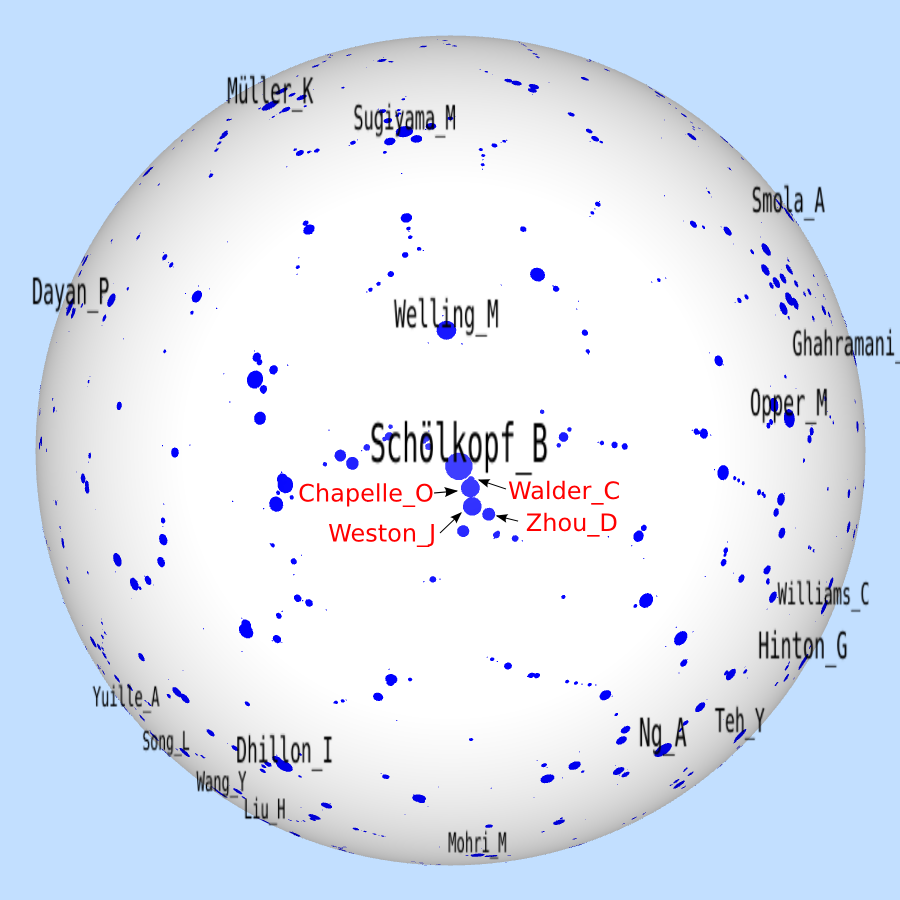 Müller_K
Sugiyama_M
Smola_A
Dayan_P
Welling_M
Ghahramani_
Opper_M
Schölkopf_B
Chapelle_O
Walder_C
Weston_J
Zhou_D
Williams_C
Hinton_G
Yuille_A
Teh_Y
Ng_A
Song_L
Dhillon_I
Wang_Y
Liu_H
Mohri_M